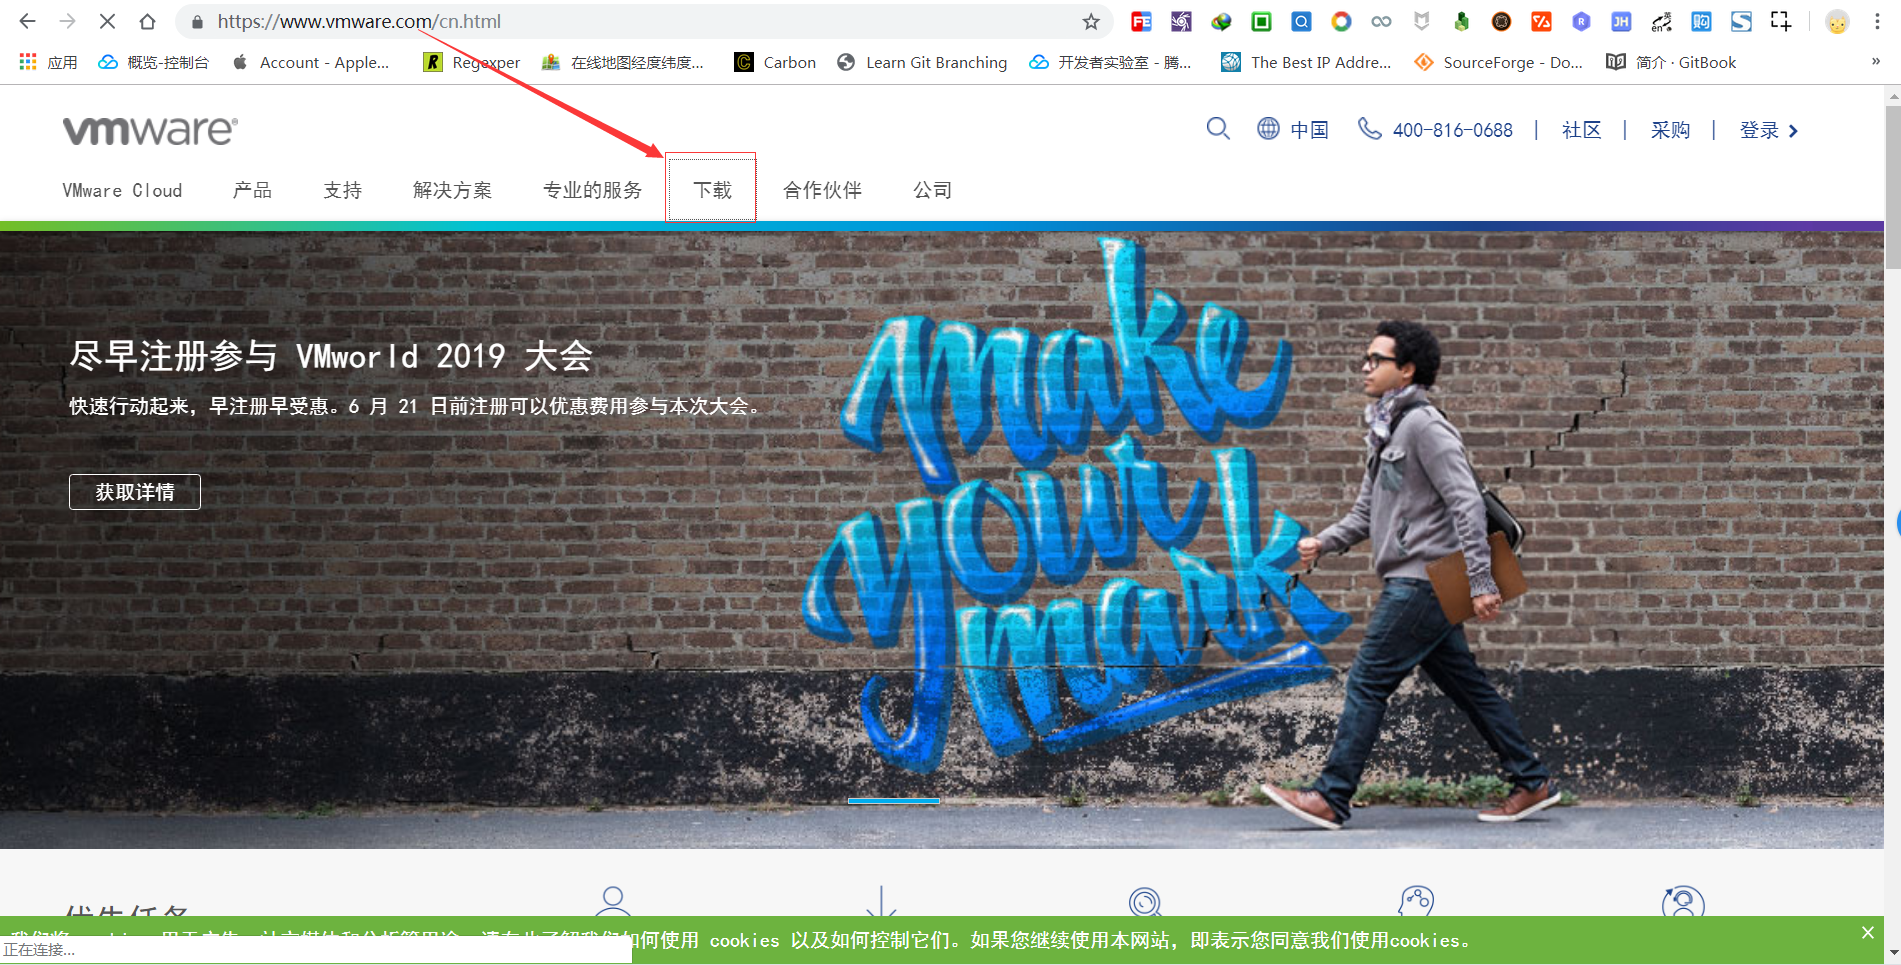 https://www.vmware.com/cn.html
应用 概览-控制台 Account - Apple... Regexper 在线地图经度纬度... Carbon Learn Git Branching 开发者实验室 - 腾... The Best IP Addre... SourceForge - Do... 简介 · GitBook »
vmware®
中国 400-816-0688 | 社区 | 采购 | 登录
VMware Cloud 产品 支持 解决方案 专业的服务 下载 合作伙伴 公司
make
your
mark
尽早注册参与 VMworld 2019 大会
快速行动起来，早注册早受惠。6 月 21 日前注册可以优惠费用参与本次大会。
获取详情
如何使用 cookies 以及如何控制它们。如果您继续使用本网站，即表示您同意我们使用cookies。
正在连接...